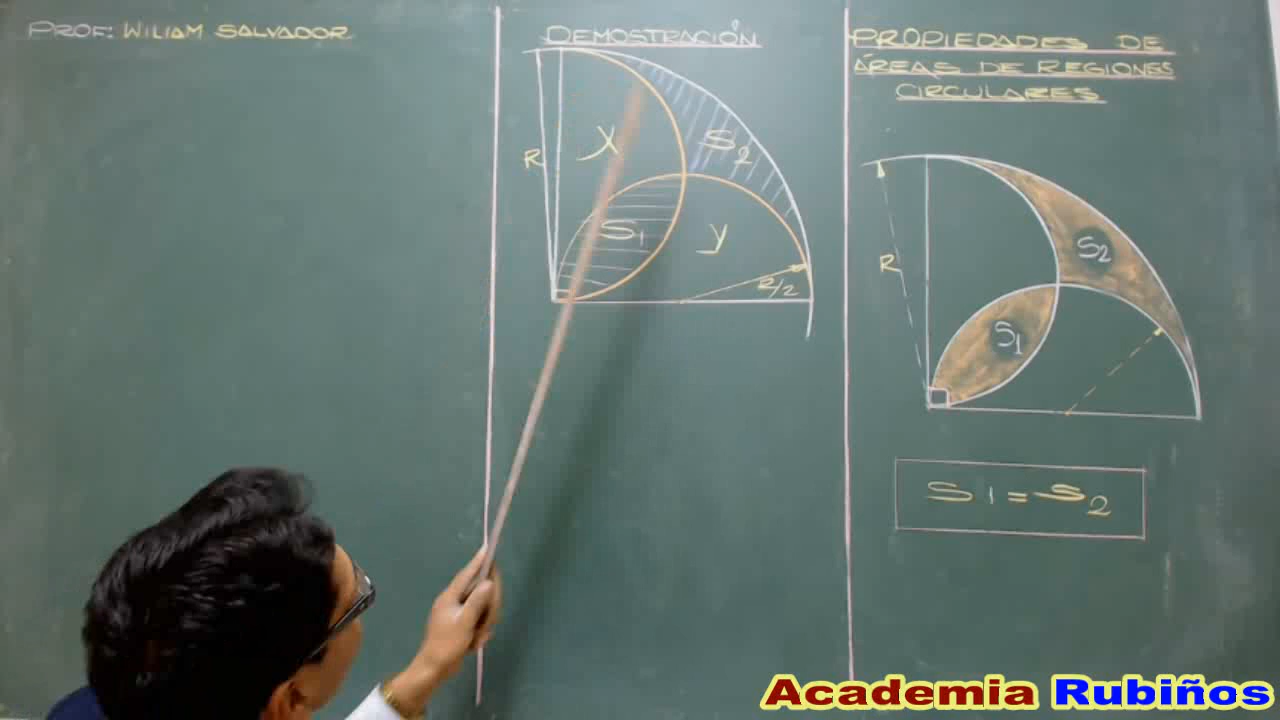 PROF: WILIAM SALVADOR
DEMOSTRACIÓN
R
X
S2
S1
y
R/2
PROPIEDADES DE
ÁREAS DE REGIONES
CIRCULARES
R
S2
S1
S1 = S2
Academia Rubiños